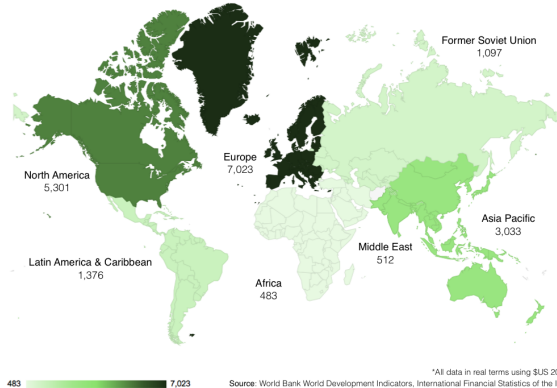 Former Soviet Union
1,097
Europe
7,023
North America
5,301
Asia Pacific
3,033
Middle East
512
Latin America & Caribbean
1,376
Africa
483
*All data in real terms using $US 20
483 7,023
Source: World Bank World Development Indicators, International Financial Statistics of the